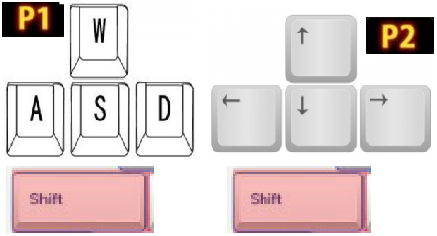 P1
W
P2
↑
A S D
← ↓ →
Shift
Shift